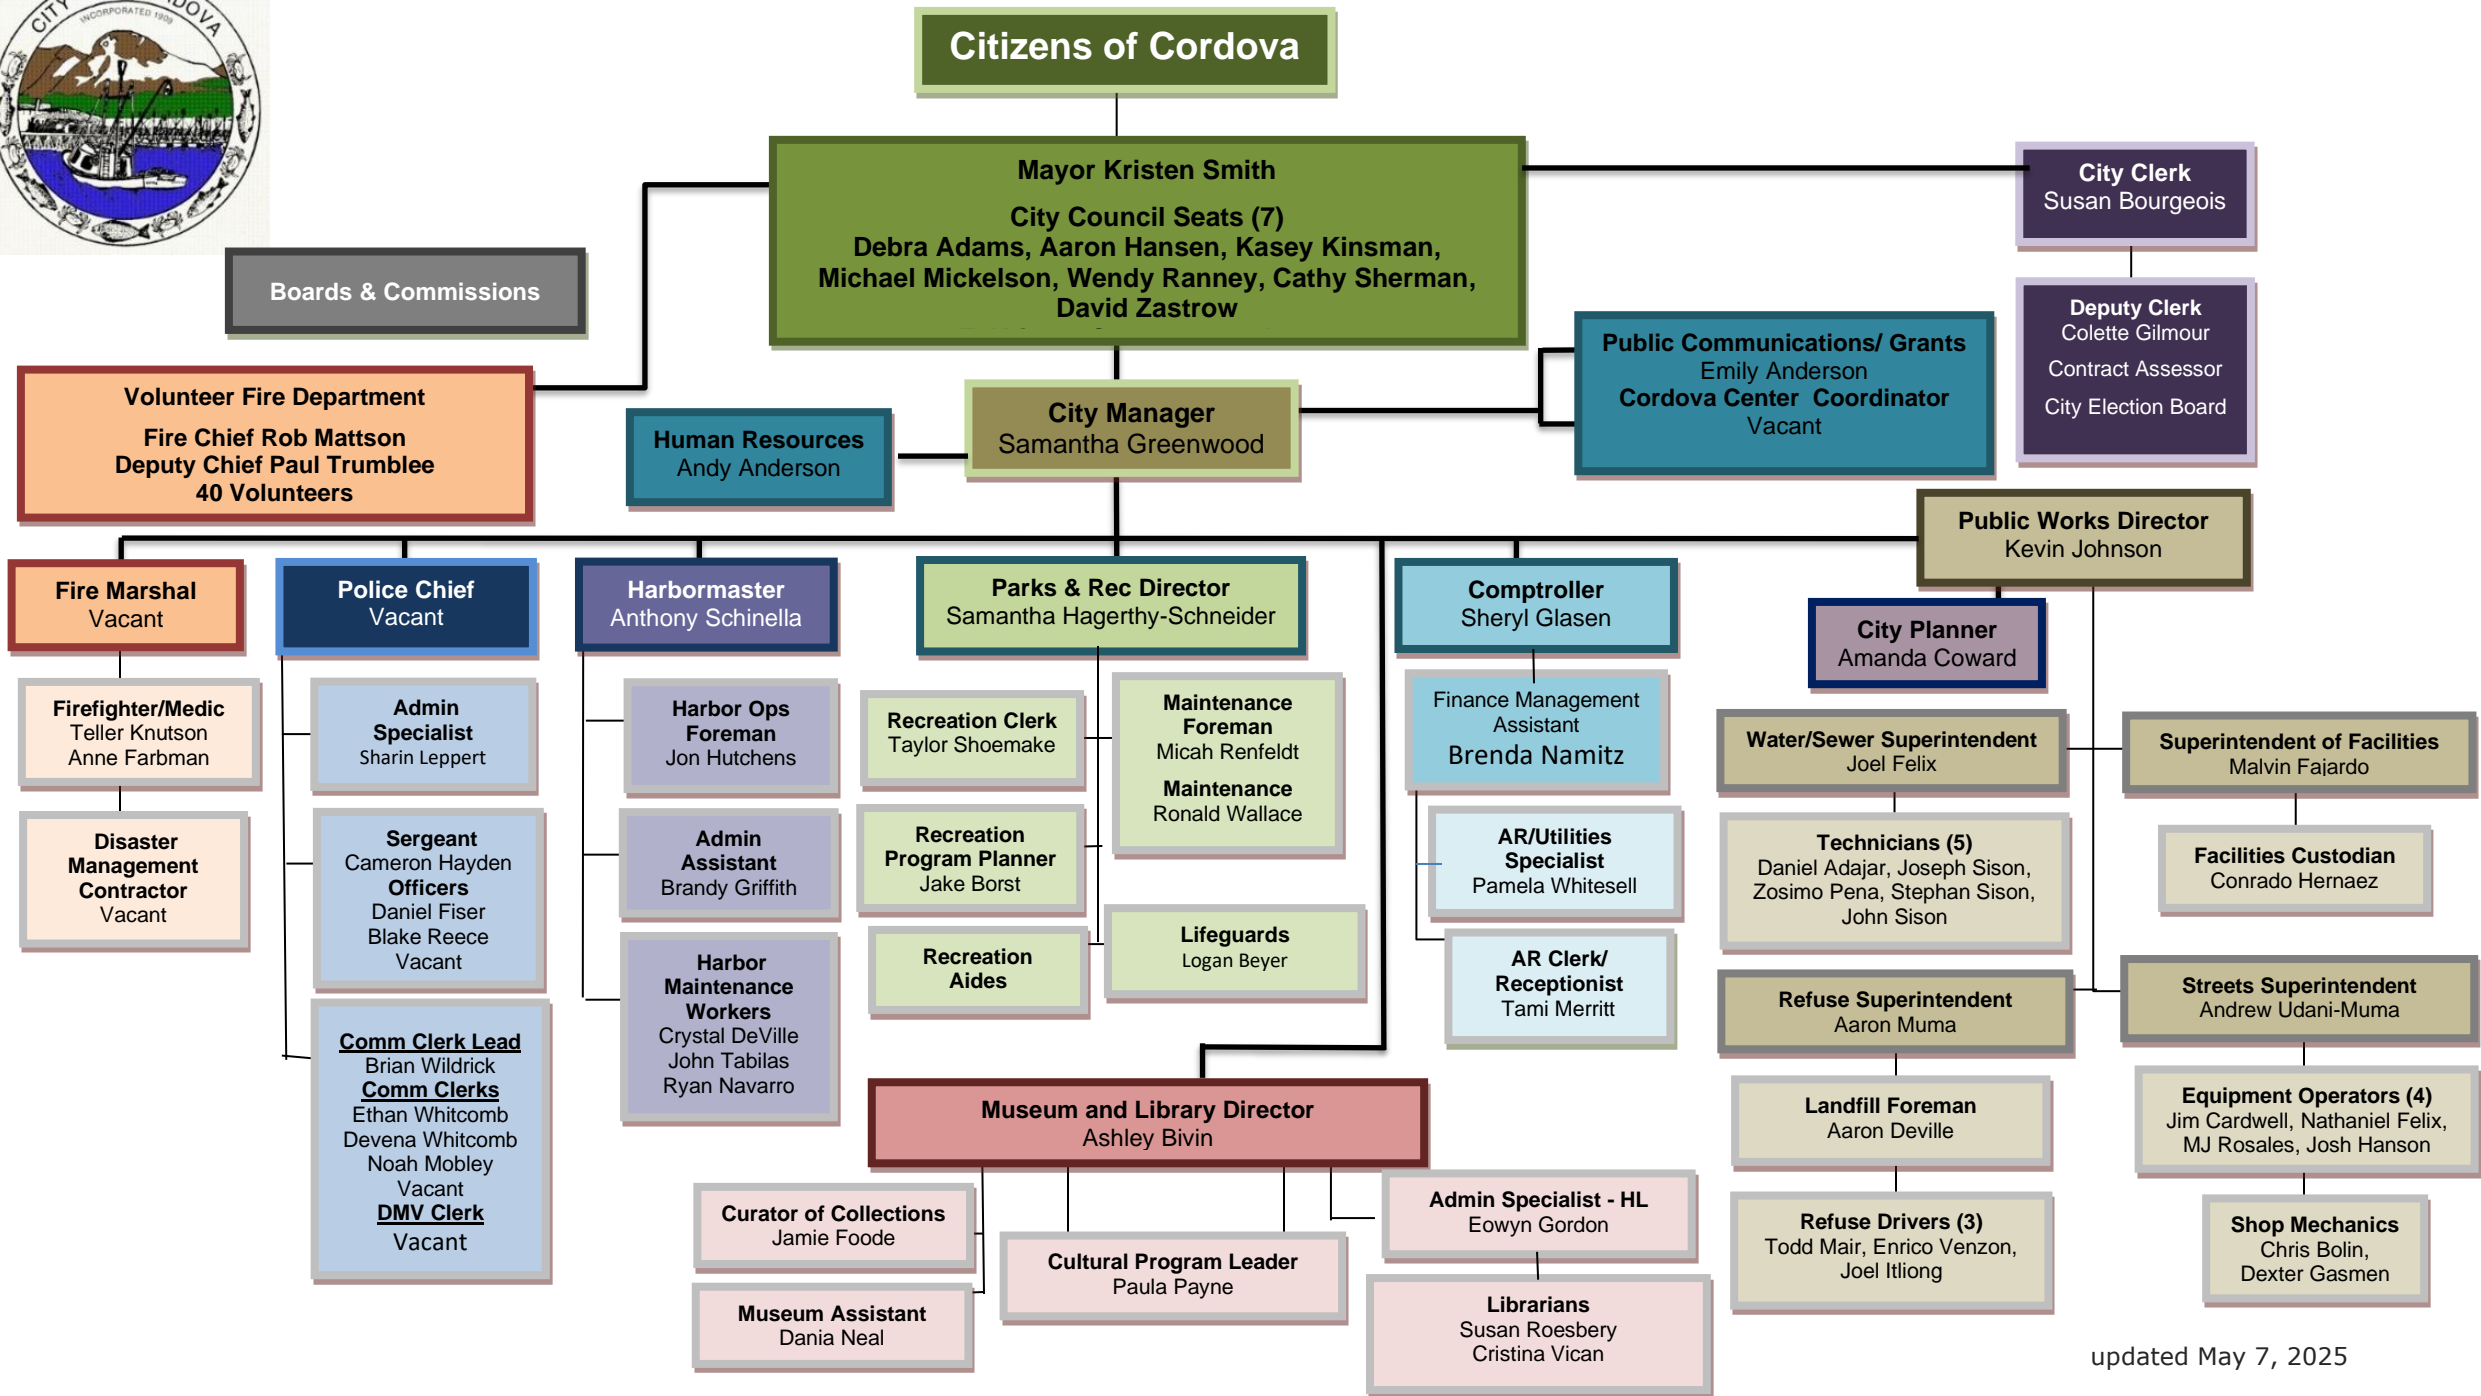 CITY
CORDOVA
INCORPORATED 1909
Citizens of Cordova
Mayor Kristen Smith
City Council Seats (7)
Debra Adams, Aaron Hansen, Kasey Kinsman,
Michael Mickelson, Wendy Ranney, Cathy Sherman,
David Zastrow
City Clerk
Susan Bourgeois
Boards & Commissions
Deputy Clerk
Colette Gilmour
Contract Assessor
City Election Board
Public Communications/ Grants
Emily Anderson
Cordova Center  Coordinator
Vacant
Volunteer Fire Department
Fire Chief Rob Mattson
Deputy Chief Paul Trumblee
40 Volunteers
Human Resources
Andy Anderson
City Manager
Samantha Greenwood
Public Works Director
Kevin Johnson
Fire Marshal
Vacant
Police Chief
Vacant
Harbormaster
Anthony Schinella
Parks & Rec Director
Samantha Hagerthy-Schneider
Comptroller
Sheryl Glasen
City Planner
Amanda Coward
Firefighter/Medic
Teller Knutson
Anne Farbman
Disaster
Management
Contractor
Vacant
Admin
Specialist
Sharin Leppert
Sergeant
Cameron Hayden
Officers
Daniel Fiser
Blake Reece
Vacant
Comm Clerk Lead
Brian Wildrick
Comm Clerks
Ethan Whitcomb
Devena Whitcomb
Noah Mobley
Vacant
DMV Clerk
Vacant
Harbor Ops
Foreman
Jon Hutchens
Admin
Assistant
Brandy Griffith
Harbor
Maintenance
Workers
Crystal DeVille
John Tabilas
Ryan Navarro
Recreation Clerk
Taylor Shoemake
Maintenance
Foreman
Micah Renfeldt
Maintenance
Ronald Wallace
Recreation
Program Planner
Jake Borst
Recreation
Aides
Lifeguards
Logan Beyer
Finance Management
Assistant
Brenda Namitz
AR/Utilities
Specialist
Pamela Whitesell
AR Clerk/
Receptionist
Tami Merritt
Water/Sewer Superintendent
Joel Felix
Superintendent of Facilities
Malvin Fajardo
Technicians (5)
Daniel Adajar, Joseph Sison,
Zosimo Pena, Stephan Sison,
John Sison
Facilities Custodian
Conrado Hernaez
Refuse Superintendent
Aaron Muma
Streets Superintendent
Andrew Udani-Muma
Landfill Foreman
Aaron Deville
Equipment Operators (4)
Jim Cardwell, Nathaniel Felix,
MJ Rosales, Josh Hanson
Refuse Drivers (3)
Todd Mair, Enrico Venzon,
Joel Itliong
Shop Mechanics
Chris Bolin,
Dexter Gasmen
Museum and Library Director
Ashley Bivin
Curator of Collections
Jamie Foode
Museum Assistant
Dania Neal
Cultural Program Leader
Paula Payne
Admin Specialist - HL
Eowyn Gordon
Librarians
Susan Roesbery
Cristina Vican
updated May 7, 2025